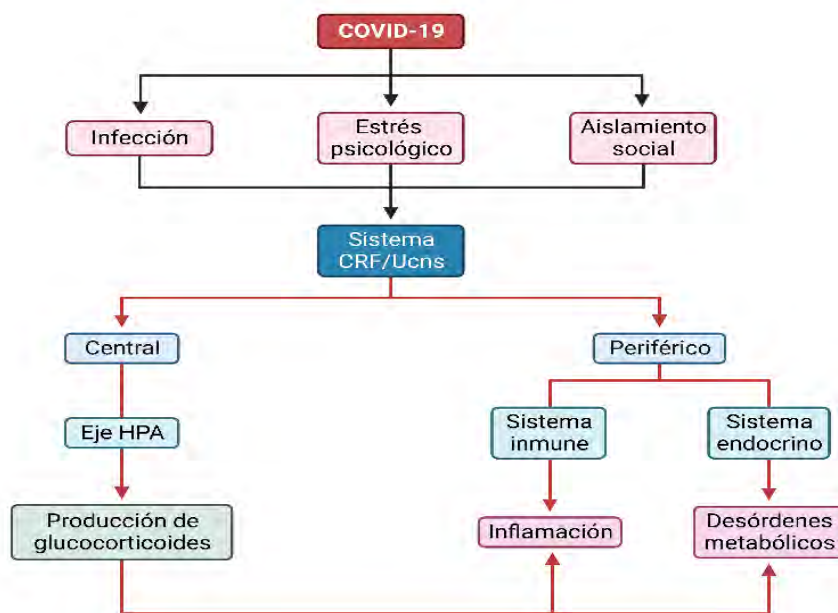 COVID-19
Infección
Estrés
psicológico
Aislamiento
social
Sistema
CRF/Ucns
Central
Periférico
Eje HPA
Sistema
inmune
Sistema
endocrino
Producción de
glucocorticoides
Inflamación
Desórdenes
metabólicos